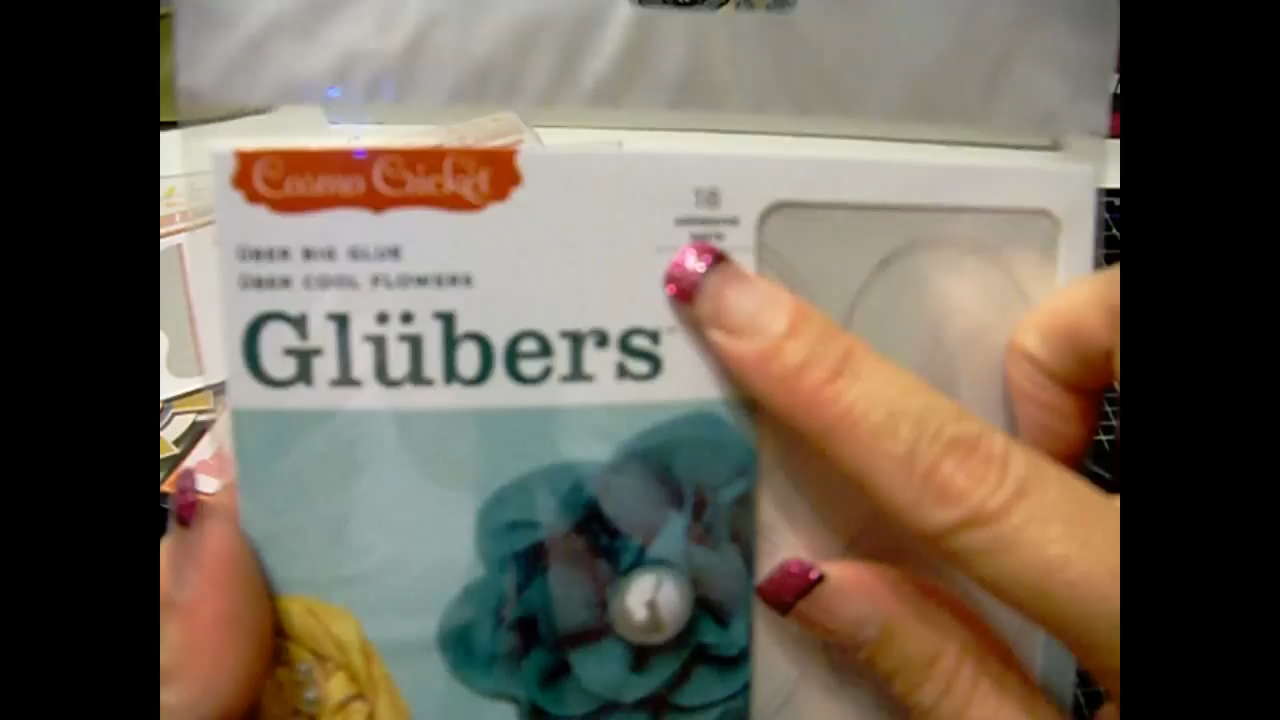 Cosmo Cricket
18
ÜBER BIG GLUE
ÜBER COOL FLOWERS
Glübers